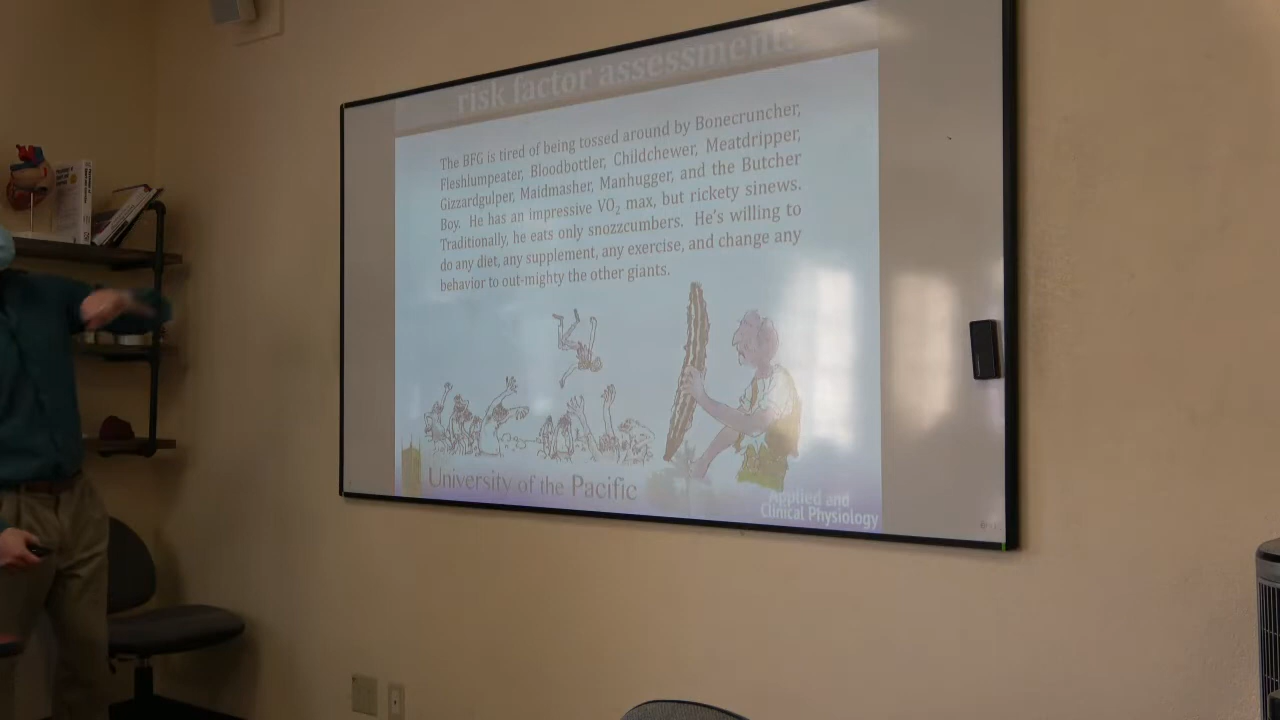 risk factor assessment:
The BFG is tired of being tossed around by Bonecruncher,
Fleshlumpeater, Bloodbottler, Childchewer, Meatdripper,
Gizzardgulper, Maidmasher, Manhugger, and the Butcher
Boy. He has an impressive VO₂ max, but rickety sinews.
Traditionally, he eats only snozzcumbers. He's willing to
do any diet, any supplement, any exercise, and change any
behavior to out-mighty the other giants.
University of the Pacific
Applied and
Clinical Physiology